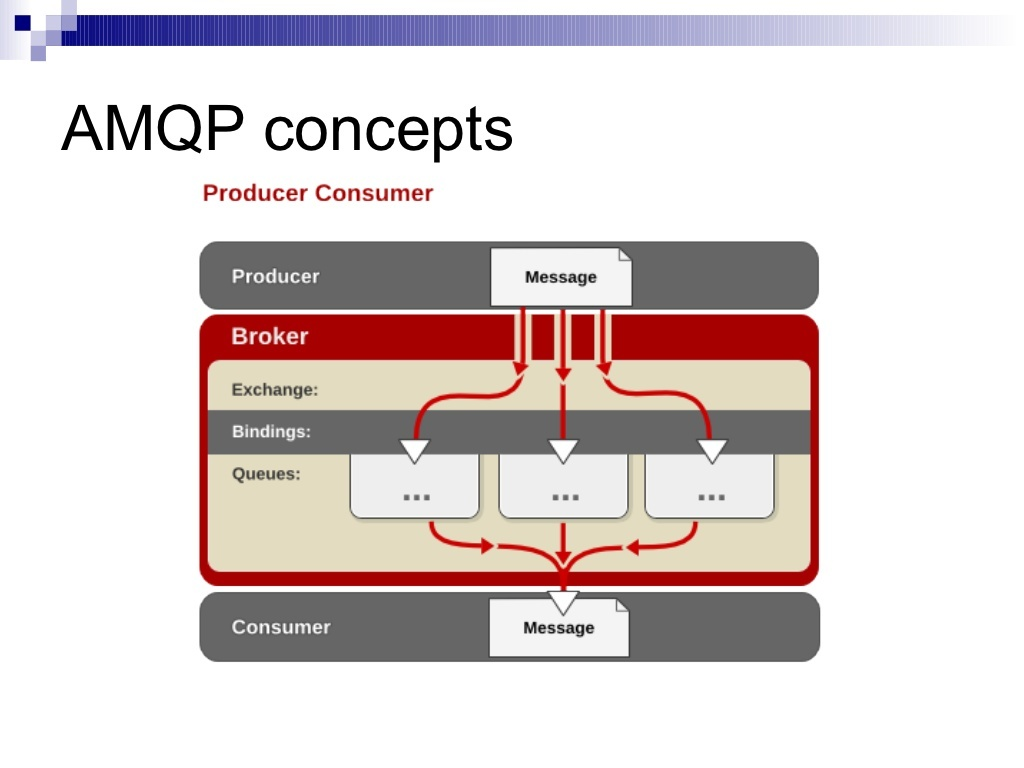 AMQP concepts
Producer Consumer
Producer
Message
Broker
Exchange:
Bindings:
Queues:
... ... ...
Consumer
Message